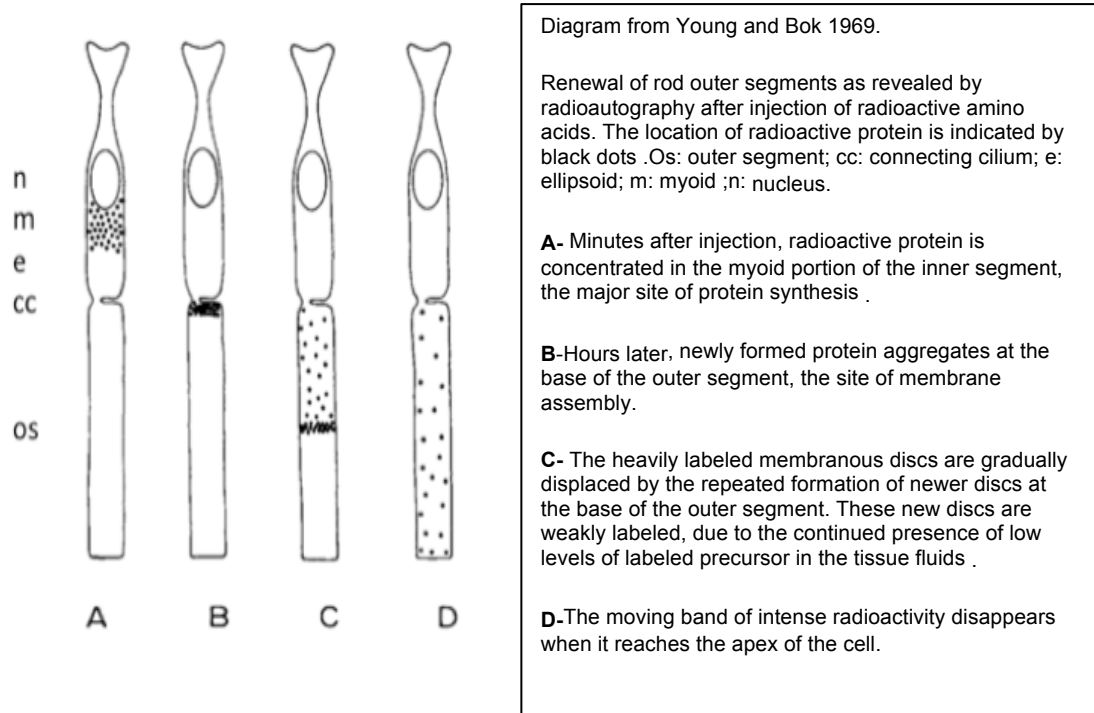 n
m
e
cc
os
A B C D
Diagram from Young and Bok 1969.
Renewal of rod outer segments as revealed by
radioautography after injection of radioactive amino
acids. The location of radioactive protein is indicated by
black dots .Os: outer segment; cc: connecting cilium; e:
ellipsoid; m: myoid ;n: nucleus.
A- Minutes after injection, radioactive protein is
concentrated in the myoid portion of the inner segment,
the major site of protein synthesis .
B-Hours later, newly formed protein aggregates at the
base of the outer segment, the site of membrane
assembly.
C- The heavily labeled membranous discs are gradually
displaced by the repeated formation of newer discs at
the base of the outer segment. These new discs are
weakly labeled, due to the continued presence of low
levels of labeled precursor in the tissue fluids .
D-The moving band of intense radioactivity disappears
when it reaches the apex of the cell.